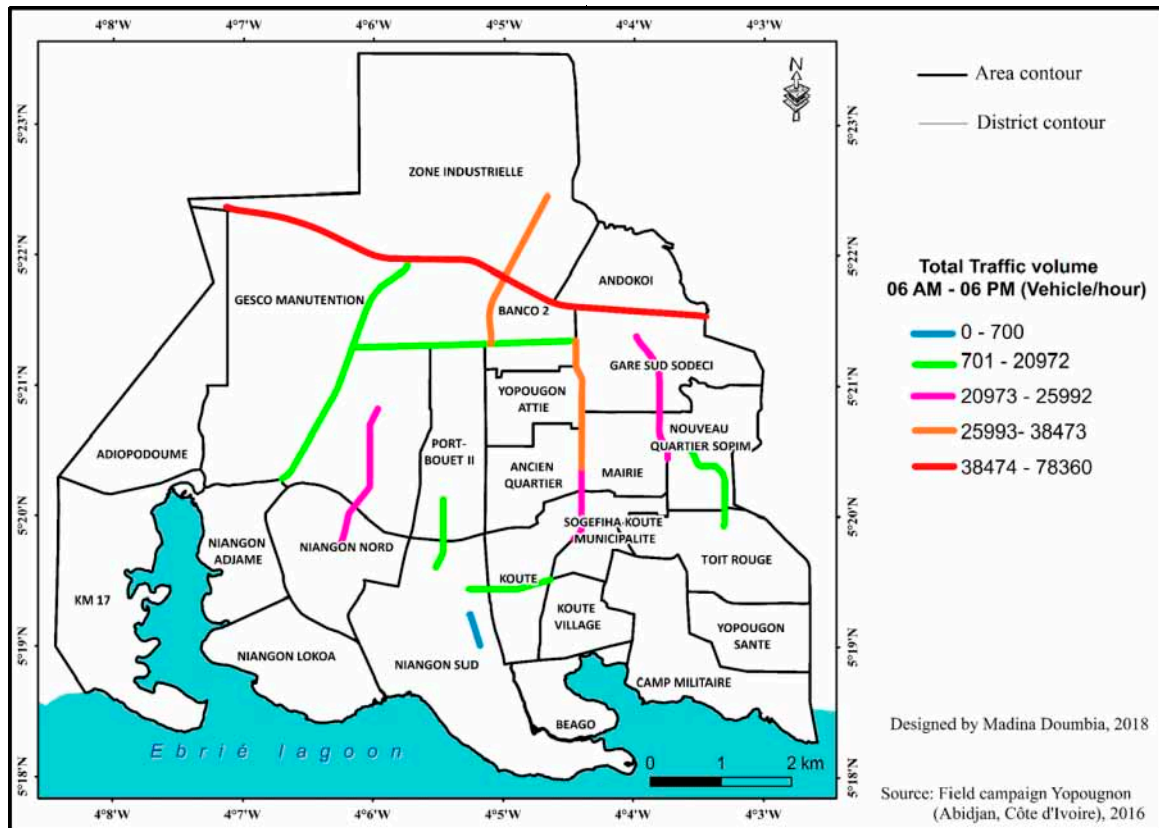 4°8'W 4°7'W 4°6'W 4°5'W 4°4'W 4°3'W
N
Area contour
District contour
5°23'N 5°23'N
ZONE INDUSTRIELLE
5°22'N 5°22'N
ANDOKOI
GESCO MANUTENTION
BANCO 2
GARE SUD SODECI
5°21'N 5°21'N
YOPOUGON
ATTIE
NOUVEAU
QUARTIER SOPIM
PORT-
BOUET II
ADIOPODOUME
ANCIEN
QUARTIER
MAIRIE
5°20'N 5°20'N
SOGEFIHA-KOUTE
MUNICIPALITE
NIANGON
ADJAME
NIANGON NORD
TOIT ROUGE
KOUTE
KM 17
KOUTE
VILLAGE
YOPOUGON
SANTE
5°19'N 5°19'N
NIANGON LOKOA
NIANGON SUD
CAMP MILITAIRE
BEAGO
Ebrié lagoon
0 1 2 km
5°18'N 5°18'N
4°8'W 4°7'W 4°6'W 4°5'W 4°4'W 4°3'W
Total Traffic volume
06 AM - 06 PM (Vehicle/hour)
0 - 700
701 - 20972
20973 - 25992
25993- 38473
38474 - 78360
Designed by Madina Doumbia, 2018
Source: Field campaign Yopougnon
(Abidjan, Côte d'Ivoire), 2016